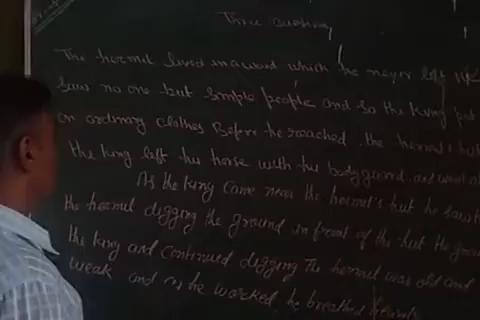 Three Questions
The hermit lived in a wood which he never left. He
saw no one but simple people and so the king put
on ordinary clothes Before he reached the hermit's hut
the king left his horse with his bodyguard and went
As the king came near the hermit's hut he saw
the hermit digging the ground in front of the hut He
the king and continued digging The hermit was old and
weak and as he worked he breathed heavily